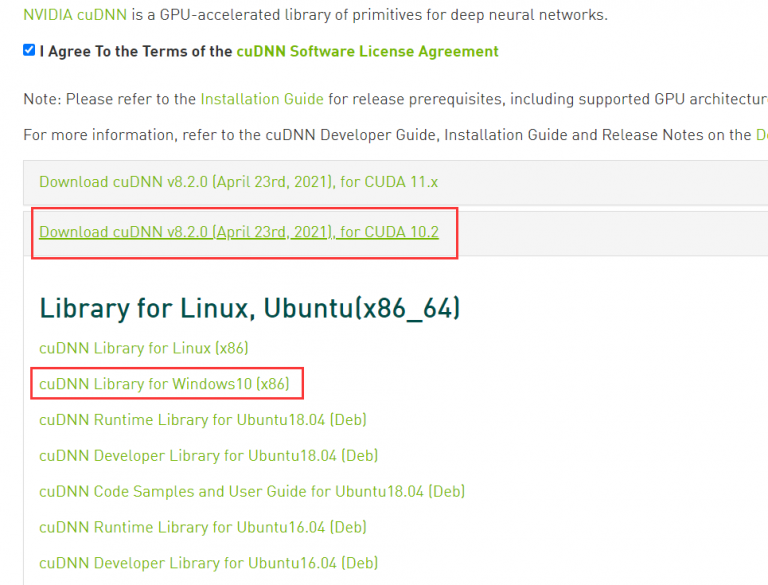 NVIDIA cuDNN is a GPU-accelerated library of primitives for deep neural networks.
I Agree To the Terms of the cuDNN Software License Agreement
Note: Please refer to the Installation Guide for release prerequisites, including supported GPU
For more information, refer to the cuDNN Developer Guide, Installation Guide and Release Notes on the
Download cuDNN v8.2.0 (April 23rd, 2021), for CUDA 11.x
Download cuDNN v8.2.0 (April 23rd, 2021), for CUDA 10.2
Library for Linux, Ubuntu(x86_64)
cuDNN Library for Linux (x86)
cuDNN Library for Windows10 (x86)
cuDNN Runtime Library for Ubuntu18.04 (Deb)
cuDNN Developer Library for Ubuntu18.04 (Deb)
cuDNN Code Samples and User Guide for Ubuntu18.04 (Deb)
cuDNN Runtime Library for Ubuntu16.04 (Deb)
cuDNN Developer Library for Ubuntu16.04 (Deb)